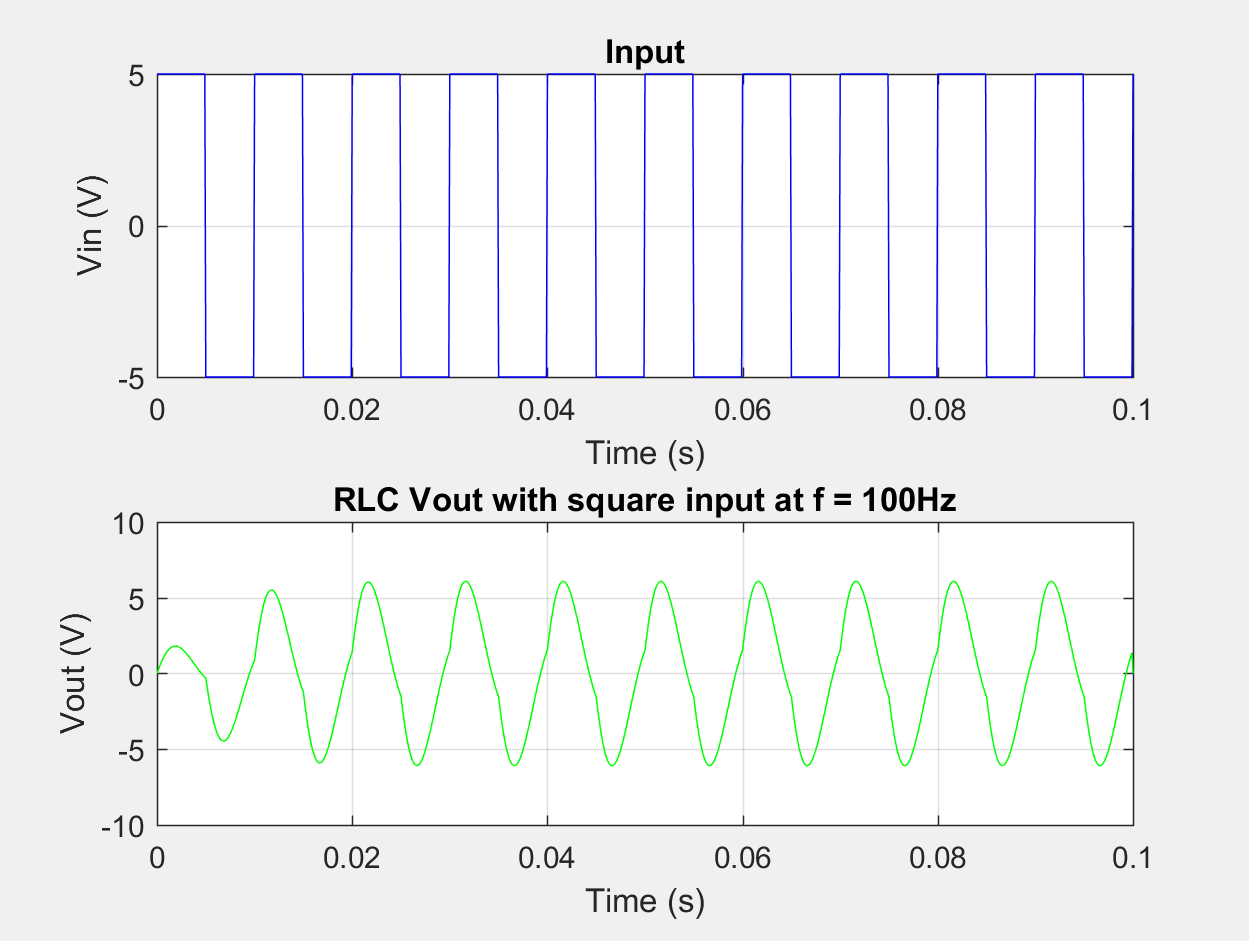 Input
5
0
-5
Vin (V)
0 0.02 0.04 0.06 0.08 0.1
Time (s)
RLC Vout with square input at f = 100Hz
10
5
0
-5
-10
Vout (V)
0 0.02 0.04 0.06 0.08 0.1
Time (s)